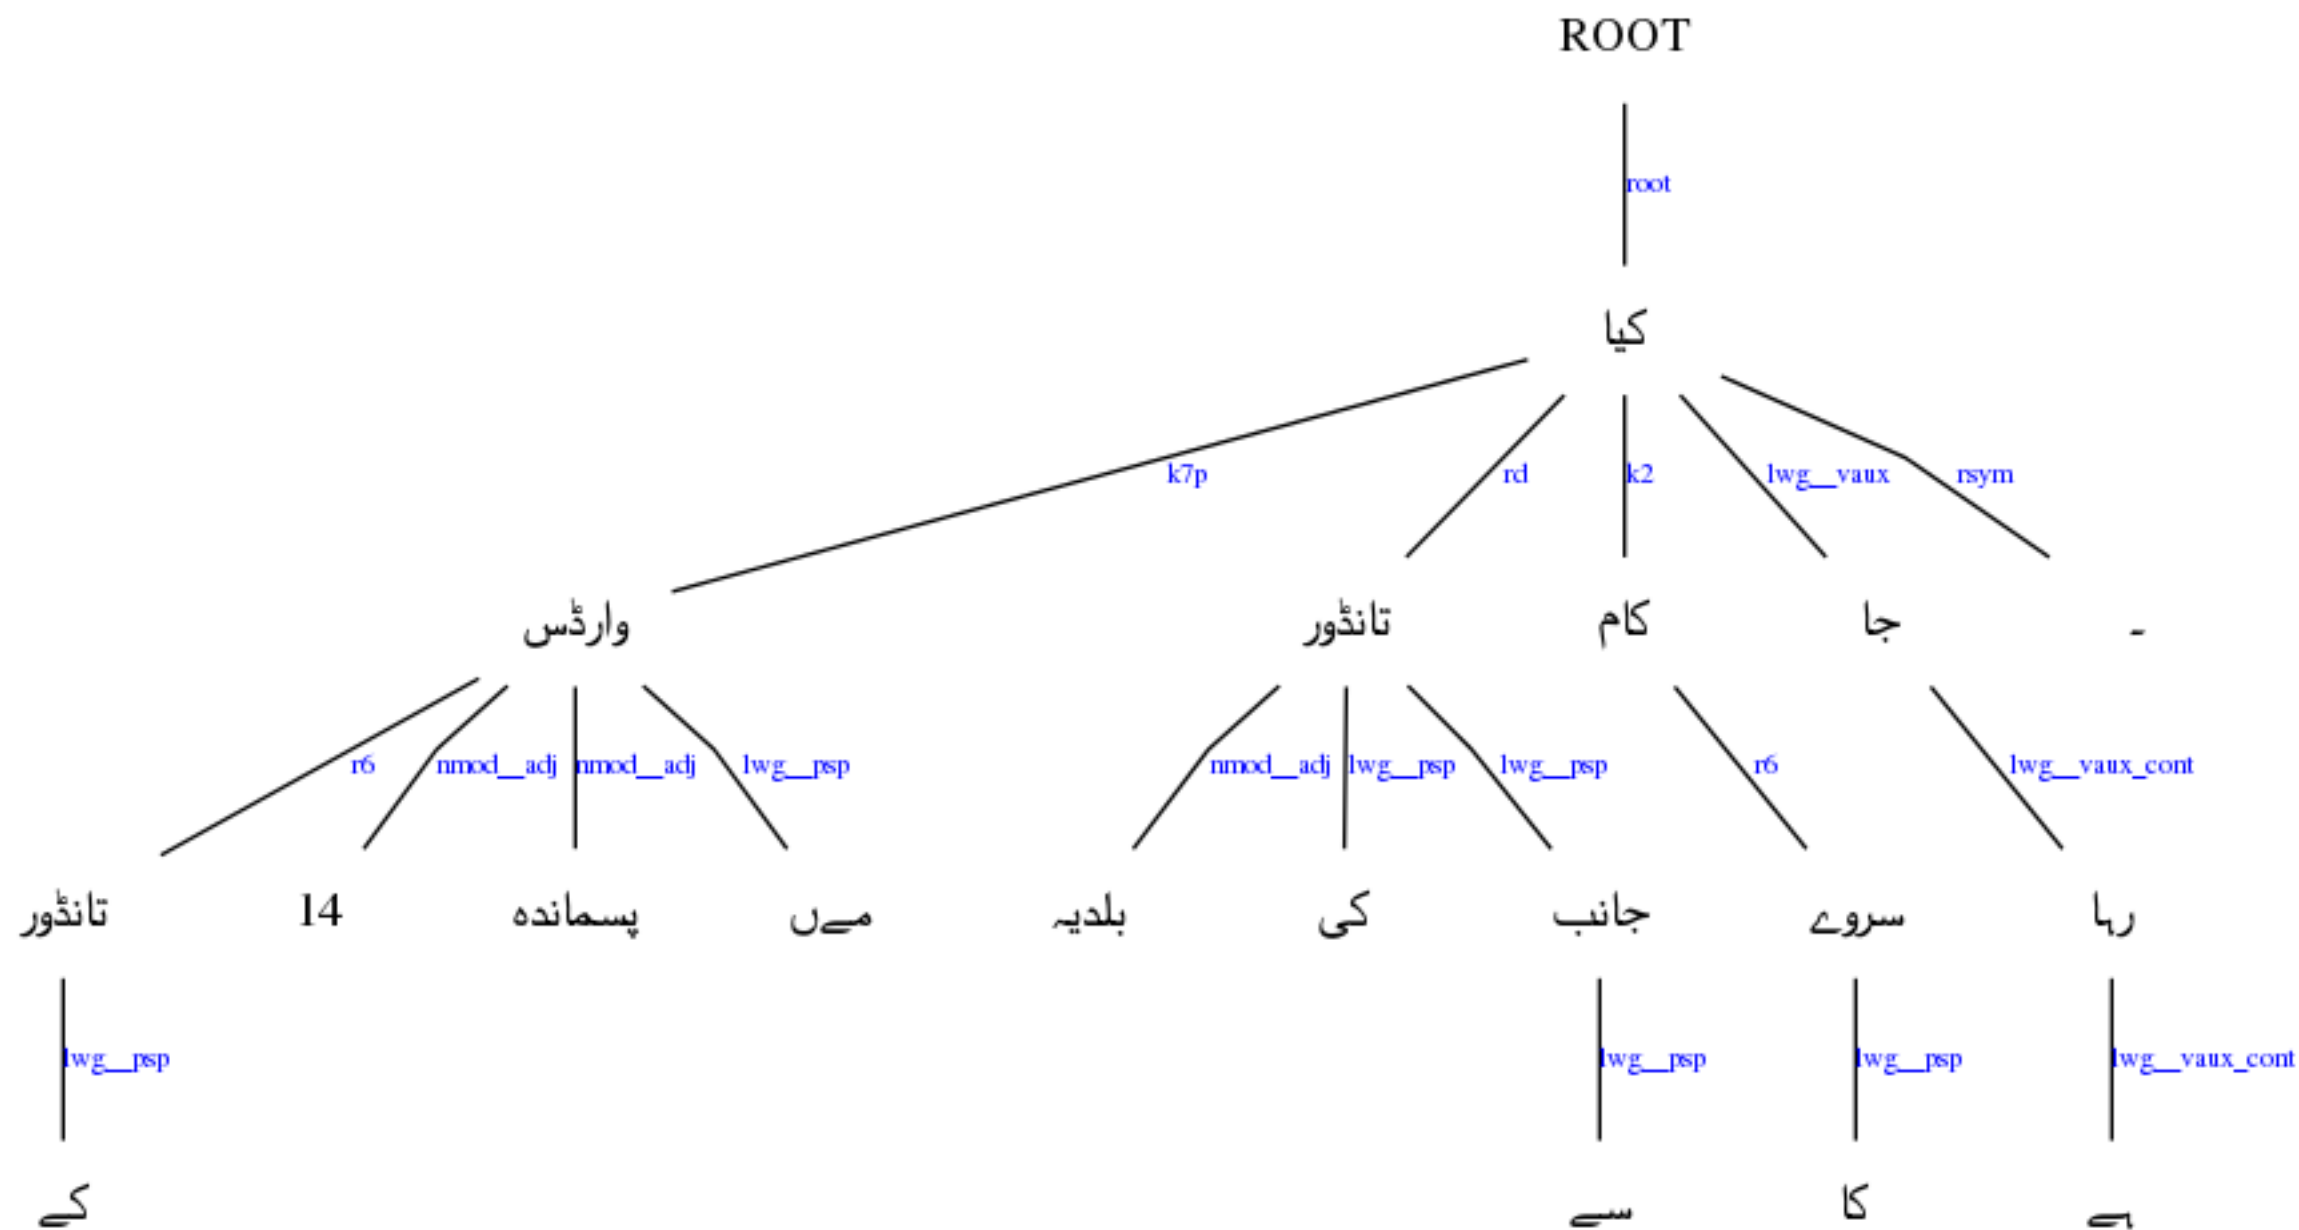 ROOT
root
کیا
k7p rd k2 lwg__vaux rsym
وارڈس تانڈور کام جا ۔
r6 nmod__adj nmod__adj lwg__psp nmod__adj lwg__psp lwg__psp r6 lwg__vaux_cont
تانڈور 14 پسماندہ مےں بلدیہ کی جانب سروے رہا
lwg__psp lwg__psp lwg__psp lwg__vaux_cont
کے سے کا ہے